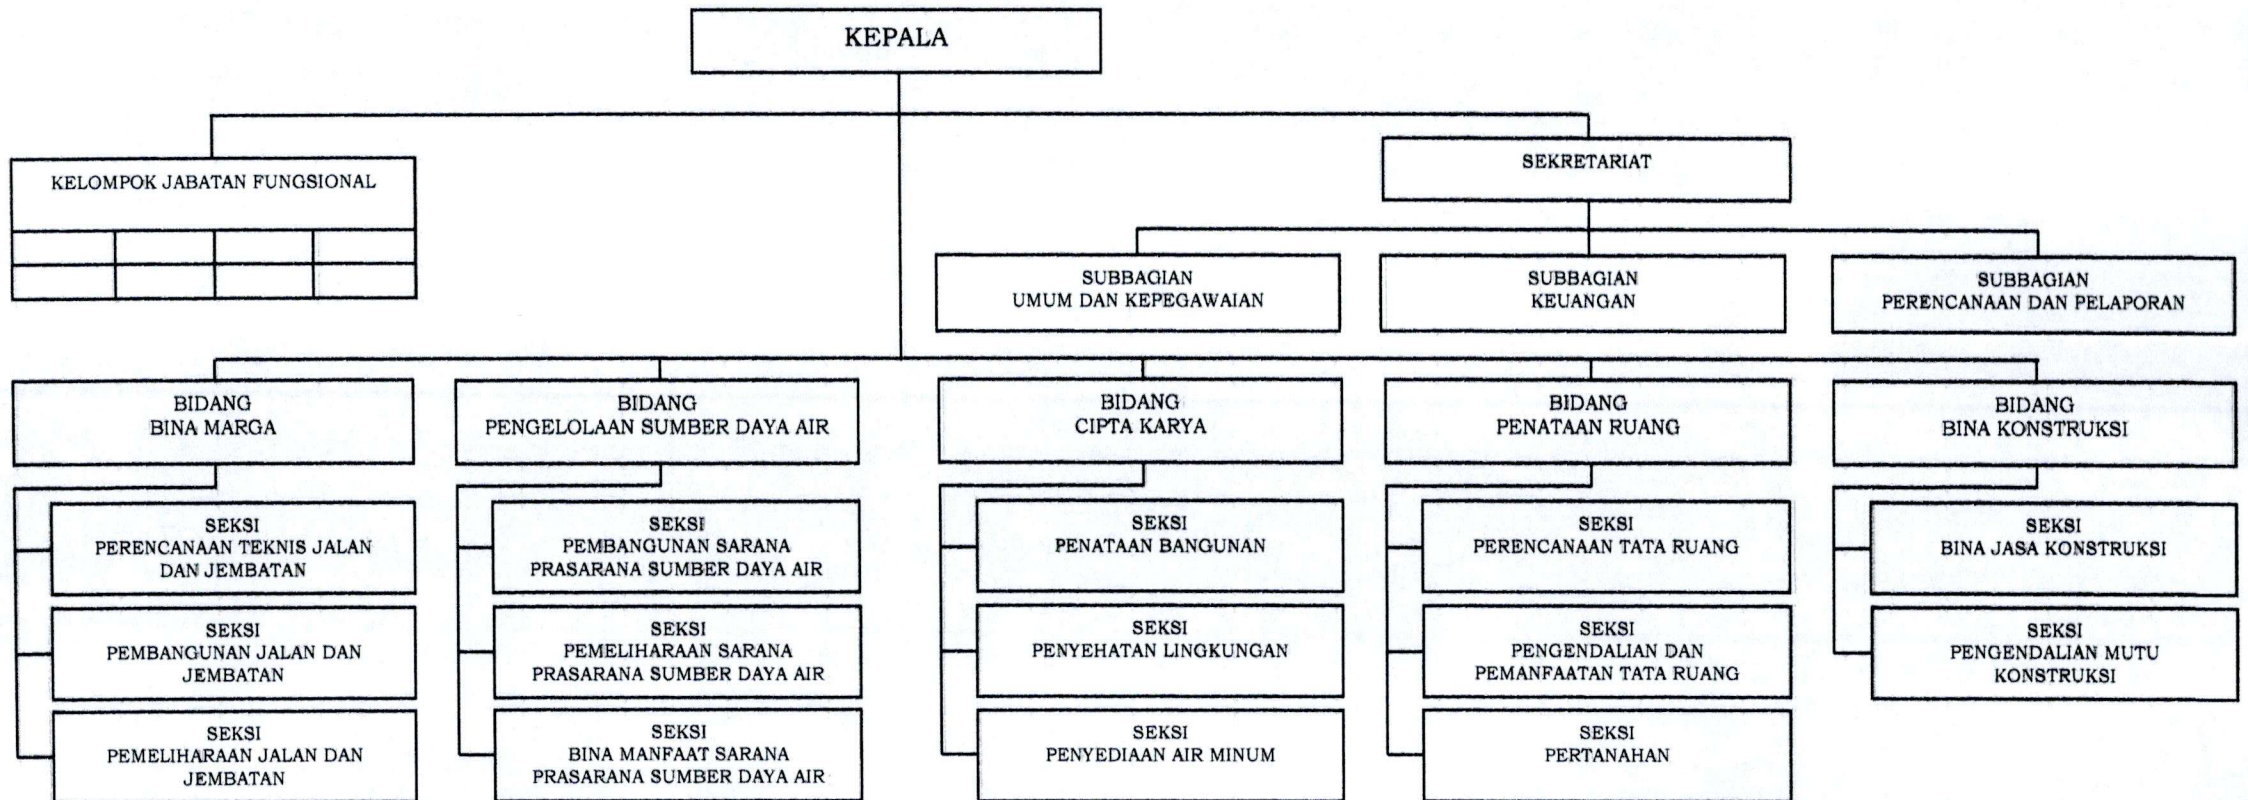 KEPALA
KELOMPOK JABATAN FUNGSIONAL
SEKRETARIAT
SUBBAGIAN
UMUM DAN KEPEGAWAIAN
SUBBAGIAN
KEUANGAN
SUBBAGIAN
PERENCANAAN DAN PELAPORAN
BIDANG
BINA MARGA
SEKSI
PERENCANAAN TEKNIS JALAN
DAN JEMBATAN
SEKSI
PEMBANGUNAN JALAN DAN
JEMBATAN
SEKSI
PEMELIHARAAN JALAN DAN
JEMBATAN
BIDANG
PENGELOLAAN SUMBER DAYA AIR
SEKSI
PEMBANGUNAN SARANA
PRASARANA SUMBER DAYA AIR
SEKSI
PEMELIHARAAN SARANA
PRASARANA SUMBER DAYA AIR
SEKSI
BINA MANFAAT SARANA
PRASARANA SUMBER DAYA AIR
BIDANG
CIPTA KARYA
SEKSI
PENATAAN BANGUNAN
SEKSI
PENYEHATAN LINGKUNGAN
SEKSI
PENYEDIAAN AIR MINUM
BIDANG
PENATAAN RUANG
SEKSI
PERENCANAAN TATA RUANG
SEKSI
PENGENDALIAN DAN
PEMANFAATAN TATA RUANG
SEKSI
PERTANAHAN
BIDANG
BINA KONSTRUKSI
SEKSI
BINA JASA KONSTRUKSI
SEKSI
PENGENDALIAN MUTU
KONSTRUKSI